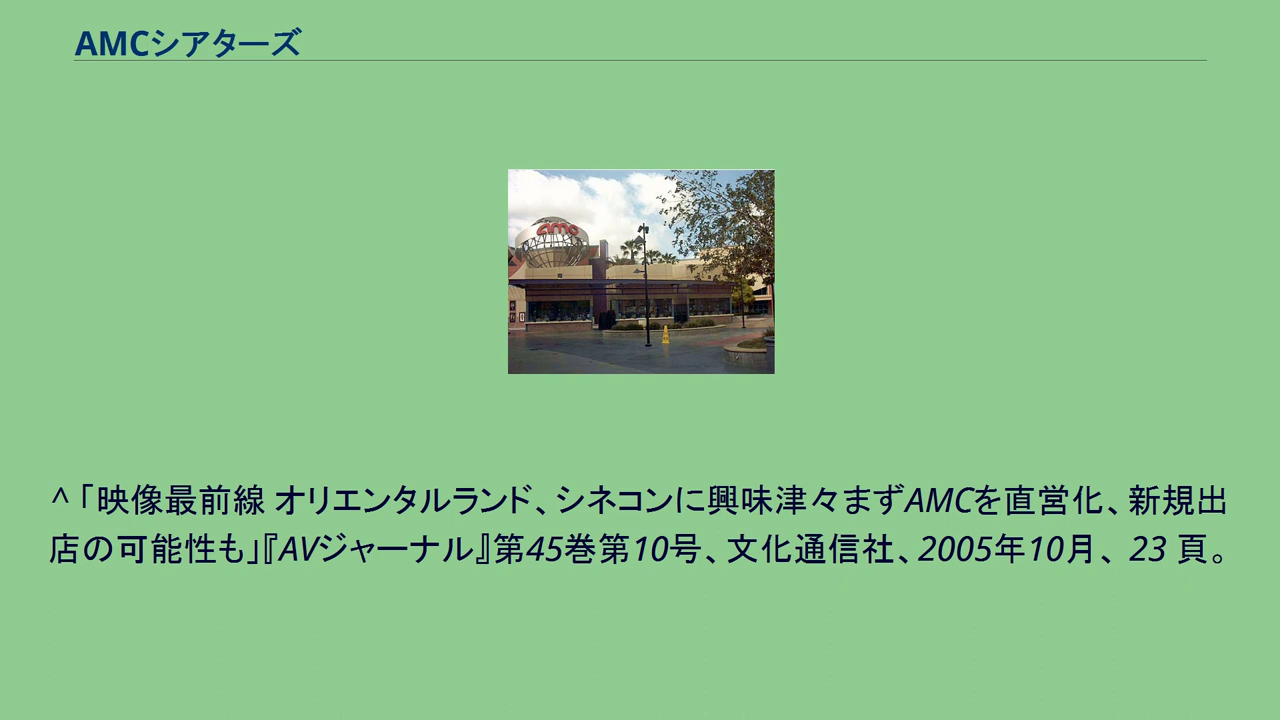 AMCシアターズ
amc
^ 「映像最前線 オリエンタルランド、シネコンに興味津々まずAMCを直営化、新規出
店の可能性も」『AVジャーナル』第45巻第10号、文化通信社、2005年10月、 23 頁。